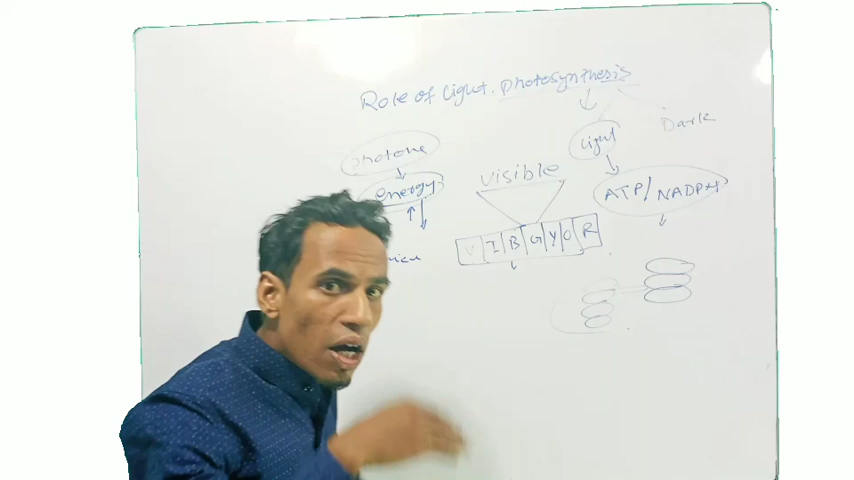 Role of Light. photosynthesis
Light
Dark
photone
energy
visible
ATP/NADPH
V I B G Y O R